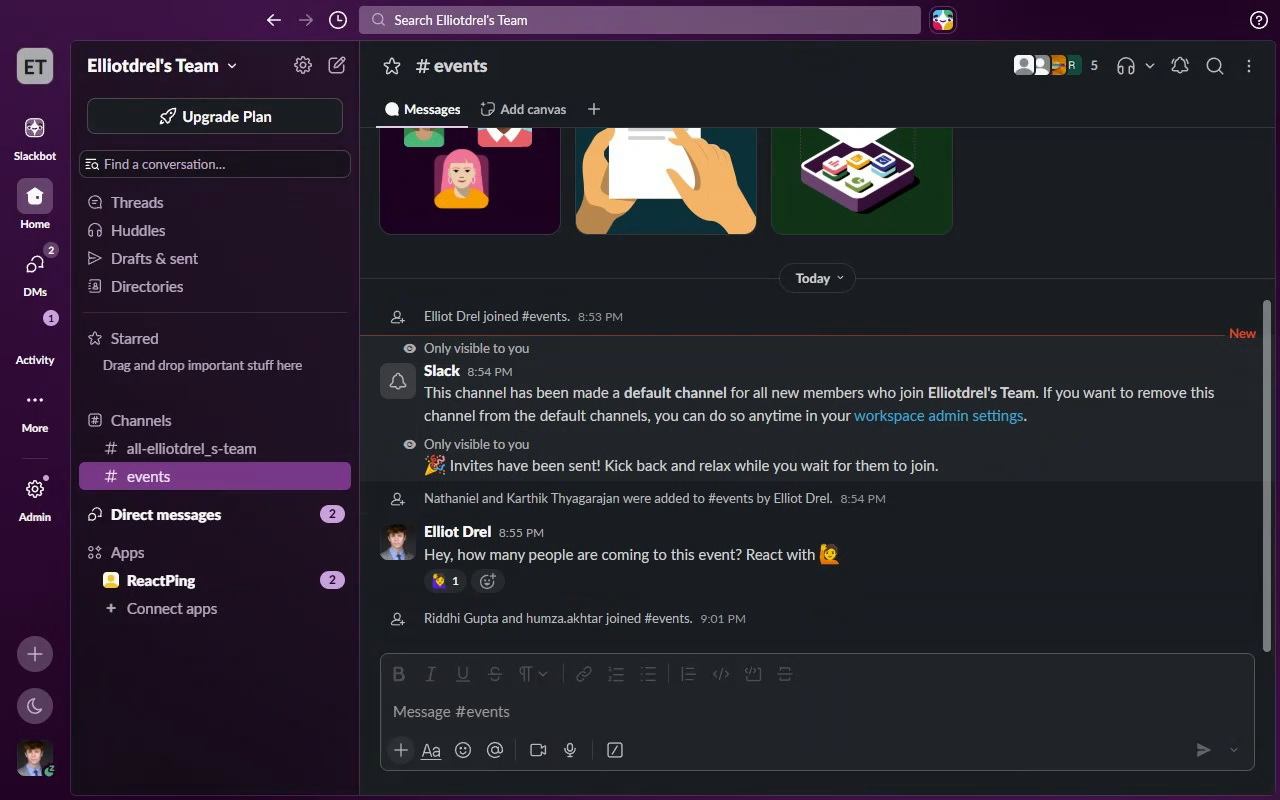 Search Elliotdrel's Team
ET
Elliotdrel's Team
# events
5
Upgrade Plan
Messages
Add canvas
Slackbot
Find a conversation...
Home
Threads
Huddles
Drafts & sent
Directories
2
DMs
1
Activity
Starred
Drag and drop important stuff here
More
Channels
# all-elliotdrel_s-team
# events
Admin
Direct messages 2
Apps
ReactPing 2
Connect apps
Today
Elliot Drel joined #events. 8:53 PM
New
Only visible to you
Slack 8:54 PM
This channel has been made a default channel for all new members who join Elliotdrel's Team. If you want to remove this
channel from the default channels, you can do so anytime in your workspace admin settings.
Only visible to you
🎉 Invites have been sent! Kick back and relax while you wait for them to join.
Nathaniel and Karthik Thyagarajan were added to #events by Elliot Drel. 8:54 PM
Elliot Drel 8:55 PM
Hey, how many people are coming to this event? React with 🙋
🙋‍♀️ 1
Riddhi Gupta and humza.akhtar joined #events. 9:01 PM
Message #events
Aa